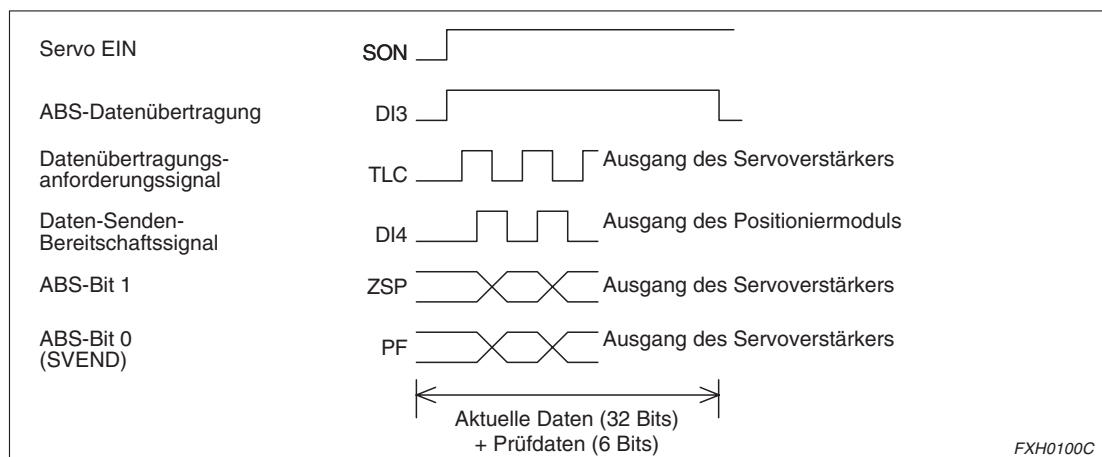 Servo EIN SON
ABS-Datenübertragung DI3
Datenübertragungs-
anforderungssignal TLC Ausgang des Servoverstärkers
Daten-Senden-
Bereitschaftssignal DI4 Ausgang des Positioniermoduls
ABS-Bit 1 ZSP Ausgang des Servoverstärkers
ABS-Bit 0
(SVEND) PF Ausgang des Servoverstärkers
Aktuelle Daten (32 Bits)
+ Prüfdaten (6 Bits)
FXH0100C